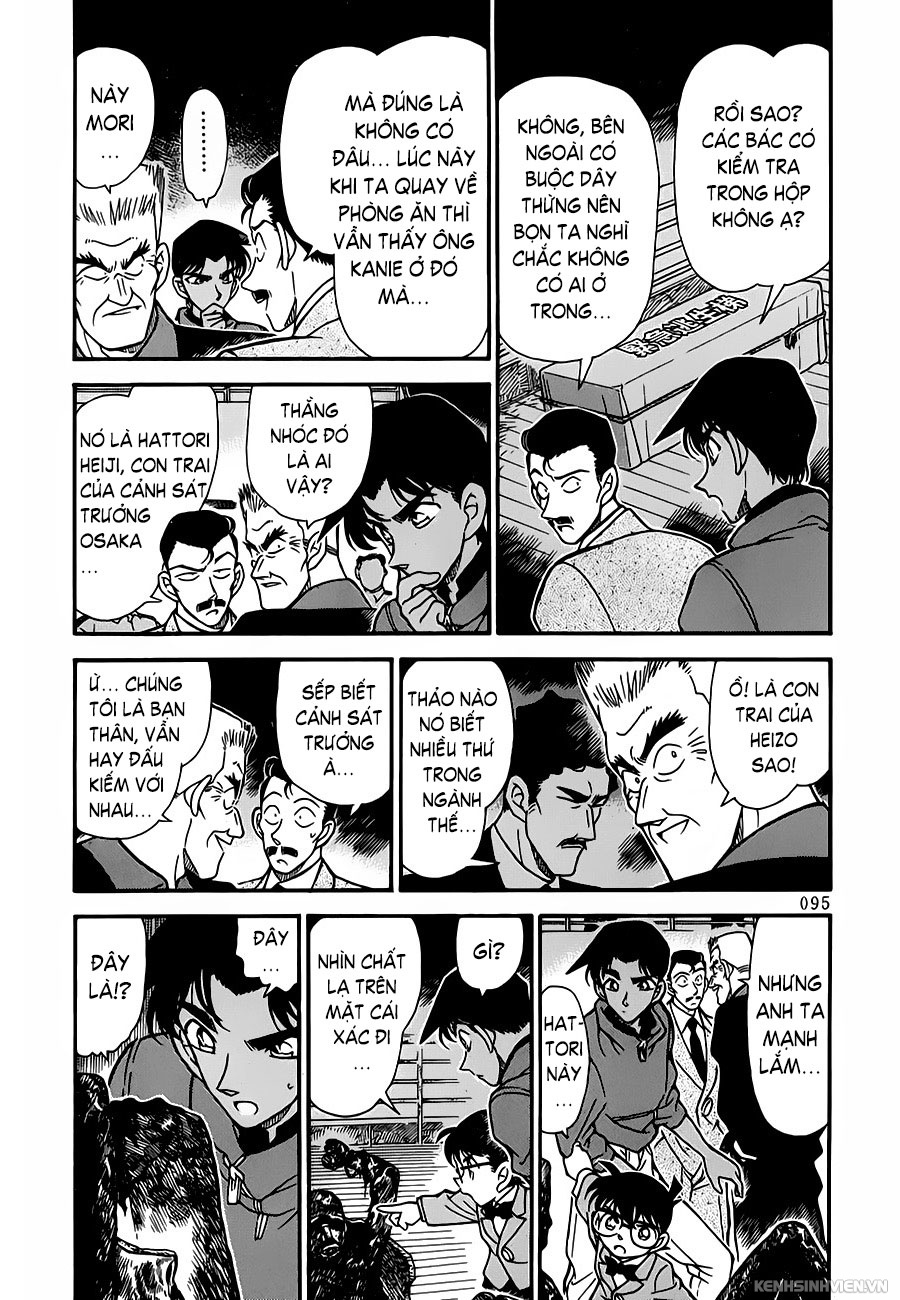 RỒI SAO?
CÁC BÁC CÓ
KIỂM TRA
TRONG HỘP
KHÔNG Ạ?
KHÔNG, BÊN
NGOÀI CÓ
BUỘC DÂY
THỪNG NÊN
BỌN TA NGHĨ
CHẮC KHÔNG
CÓ AI Ở
TRONG...
MÀ ĐÚNG LÀ
KHÔNG CÓ
ĐÂU... LÚC NÀY
KHI TA QUAY VỀ
PHÒNG ĂN THÌ
VẪN THẤY ÔNG
KANIE Ở ĐÓ
MÀ...
......
NÀY
MORI
...
THẰNG
NHÓC ĐÓ
LÀ AI
VẬY?
NÓ LÀ HATTORI
HEIJI, CON TRAI
CỦA CẢNH SÁT
TRƯỞNG
OSAKA
...
Ồ! LÀ CON
TRAI CỦA
HEIZO
SAO!
THẢO NÀO
NÓ BIẾT
NHIỀU THỨ
TRONG
NGÀNH
THẾ...
SẾP BIẾT
CẢNH SÁT
TRƯỞNG
À...
Ừ... CHÚNG
TÔI LÀ BẠN
THÂN, VẪN
HAY ĐẤU
KIẾM VỚI
NHAU...
095
NHƯNG
ANH TA
MẠNH
LẮM...
HAT-
TORI
NÀY
...
GÌ?
NHÌN CHẤT
LẠ TRÊN
MẶT CÁI
XÁC ĐI
...
ĐÂY
...
ĐÂY
LÀ!?
KENHSINHVIEN.VN